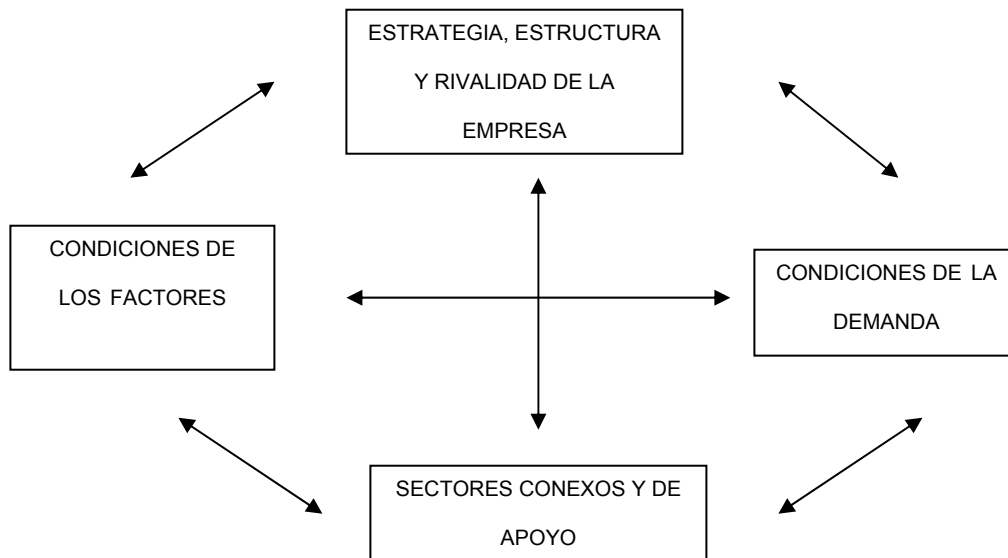 ESTRATEGIA, ESTRUCTURA
Y RIVALIDAD DE LA
EMPRESA
CONDICIONES DE
LOS FACTORES
CONDICIONES DE LA
DEMANDA
SECTORES CONEXOS Y DE
APOYO